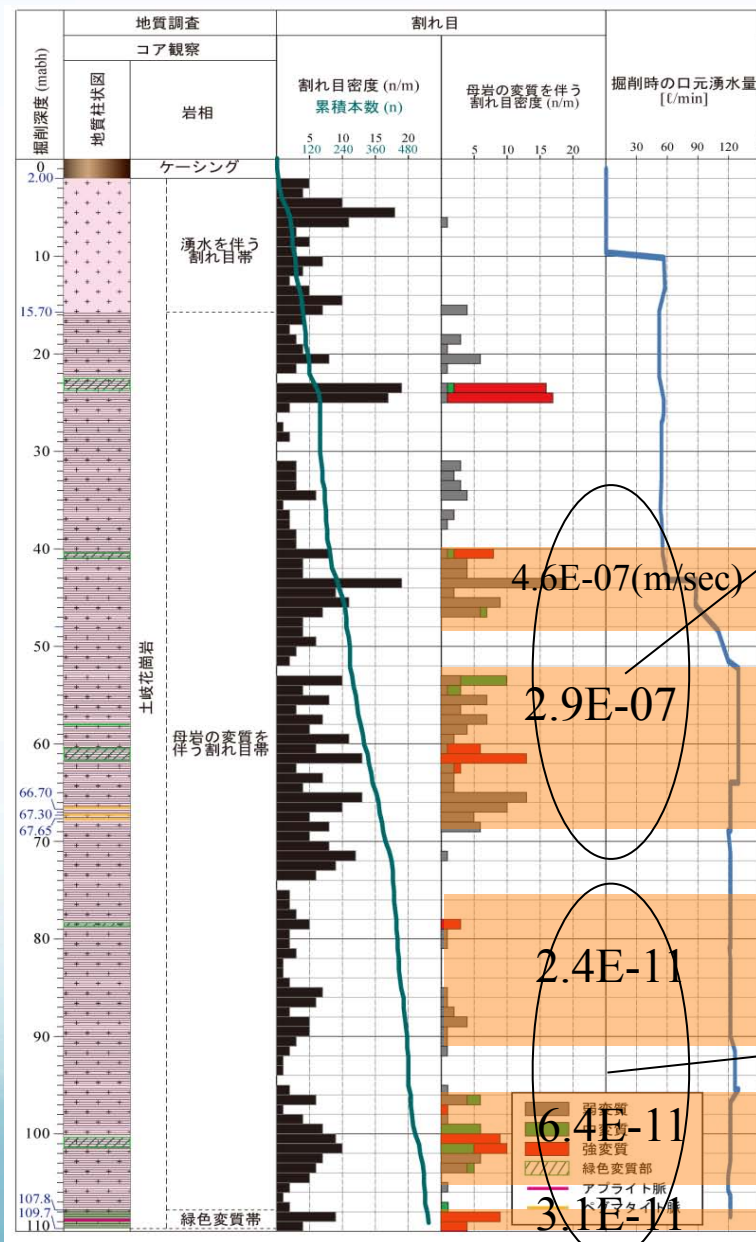 地質調査
割れ目
コア観察
掘削深度 (mabh)
地質柱状図
岩相
割れ目密度 (n/m)
累積本数 (n)
母岩の変質を伴う
割れ目密度 (n/m)
掘削時の口元湧水量
[ℓ/min]
5 10 15 20
120 240 360 480
5 10 15 20
30 60 90 120
0
ケーシング
2.00
湧水を伴う
割れ目帯
10
15.70
20
30
40
4.6E-07(m/sec)
50
土岐花崗岩
2.9E-07
母岩の変質を
伴う割れ目帯
60
66.70
67.30
67.65
70
80
2.4E-11
90
弱変質
100
6.4E-11
強変質
緑色変質部
アプライト脈
107.8
109.7
緑色変質帯
3.1E-11
110